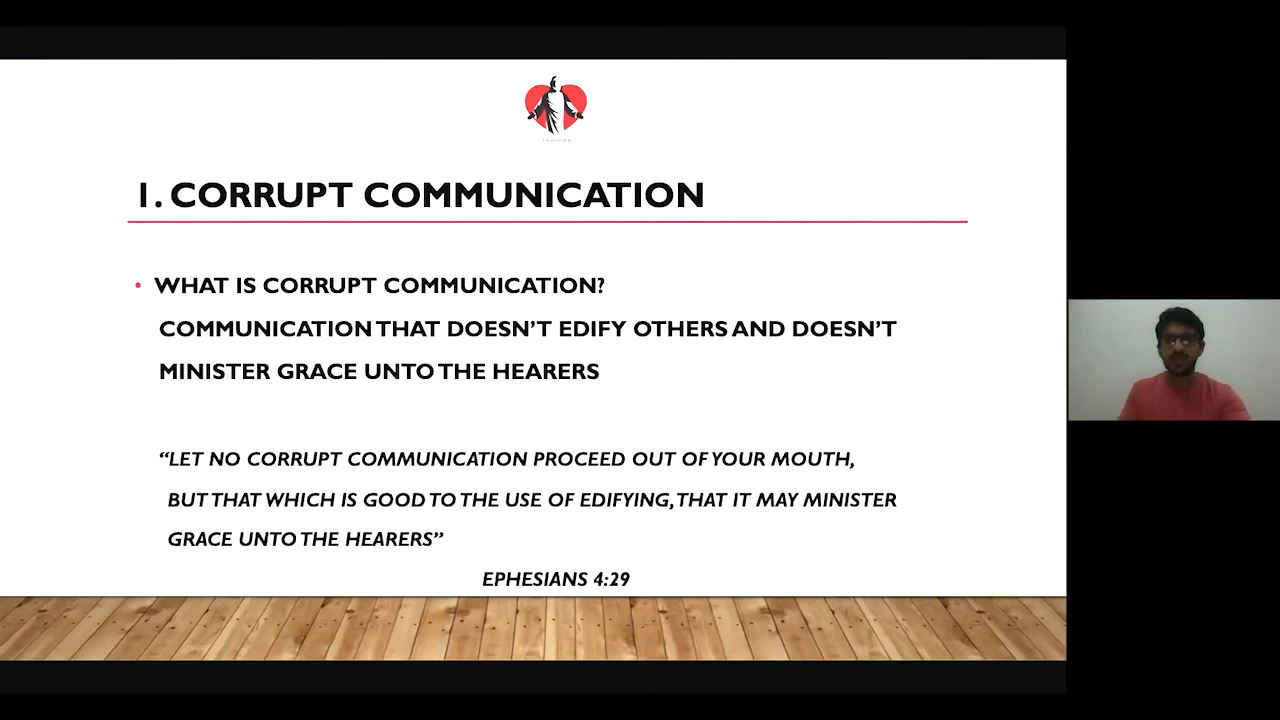 1. CORRUPT COMMUNICATION
• WHAT IS CORRUPT COMMUNICATION?
COMMUNICATION THAT DOESN'T EDIFY OTHERS AND DOESN'T
MINISTER GRACE UNTO THE HEARERS
“LET NO CORRUPT COMMUNICATION PROCEED OUT OF YOUR MOUTH,
BUT THAT WHICH IS GOOD TO THE USE OF EDIFYING, THAT IT MAY MINISTER
GRACE UNTO THE HEARERS”
EPHESIANS 4:29